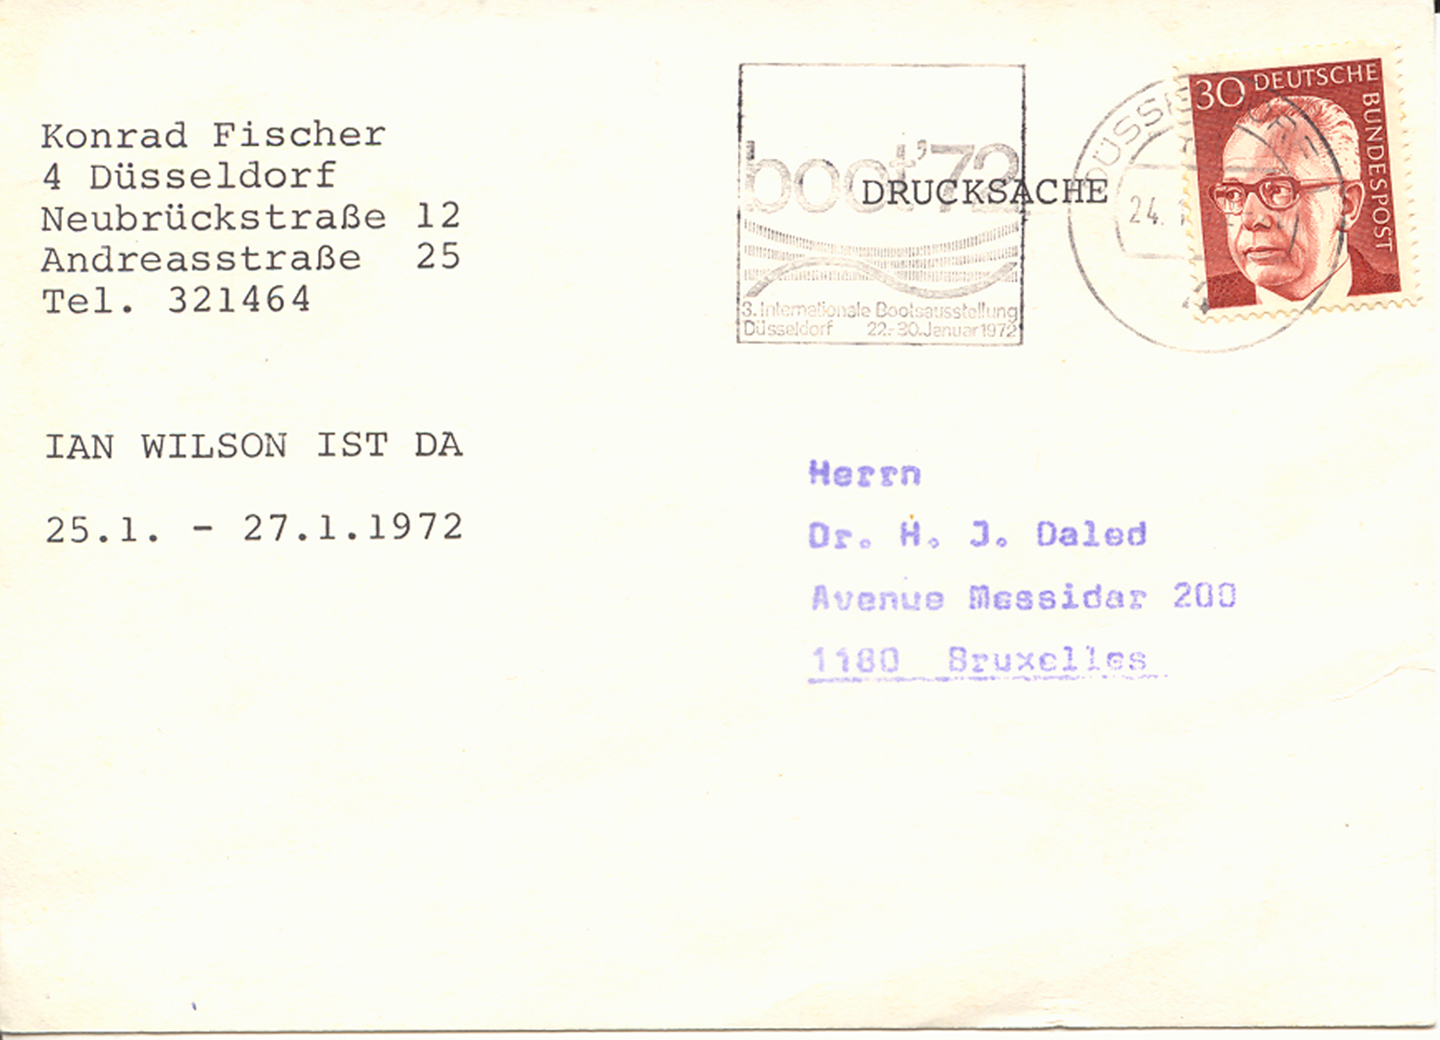 Konrad Fischer
4 Düsseldorf
Neubrückstraße 12
Andreasstraße 25
Tel. 321464
IAN WILSON IST DA
25.1. - 27.1.1972
boot'72
DRUCKSACHE
3. Internationale Bootsausstellung
Düsseldorf 22.-30. Januar 1972
DÜSSELDORF
24.
30 DEUTSCHE BUNDESPOST
Herrn
Dr. H. J. Daled
Avenue Messidar 200
1180 Bruxelles